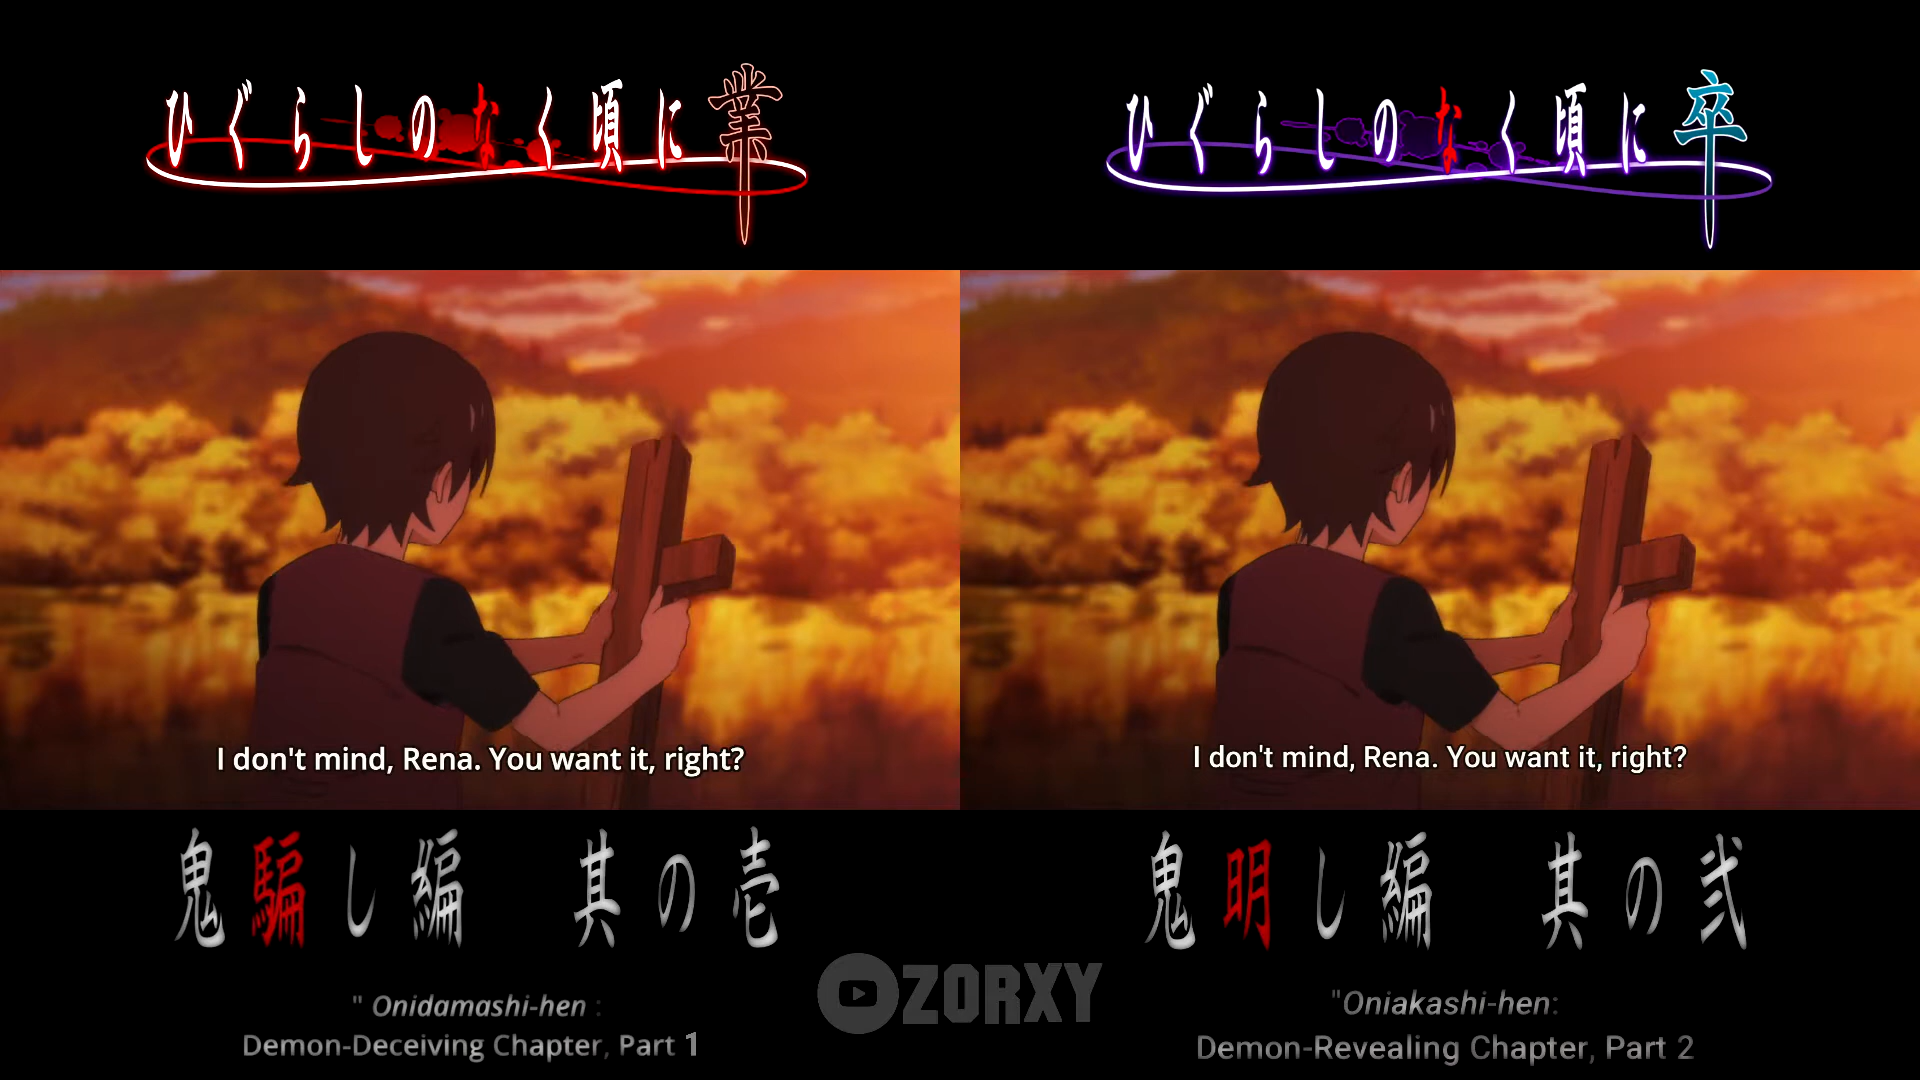 ひぐらしのなく頃に業
ひぐらしのなく頃に卒
I don't mind, Rena. You want it, right?
I don't mind, Rena. You want it, right?
鬼騙し編 其の壱
鬼明し編 其の弐
" Onidamashi-hen :
Demon-Deceiving Chapter, Part 1
"Oniakashi-hen:
Demon-Revealing Chapter, Part 2
ZORXY